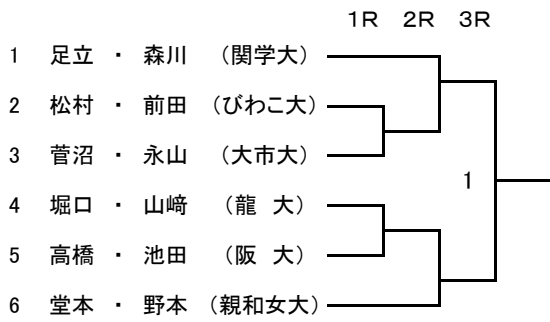 1R 2R 3R
1 足立 ・ 森川 (関学大)
2 松村 ・ 前田 (びわこ大)
3 菅沼 ・ 永山 (大市大)
1
4 堀口 ・ 山﨑 (龍 大)
5 高橋 ・ 池田 (阪 大)
6 堂本 ・ 野本 (親和女大)